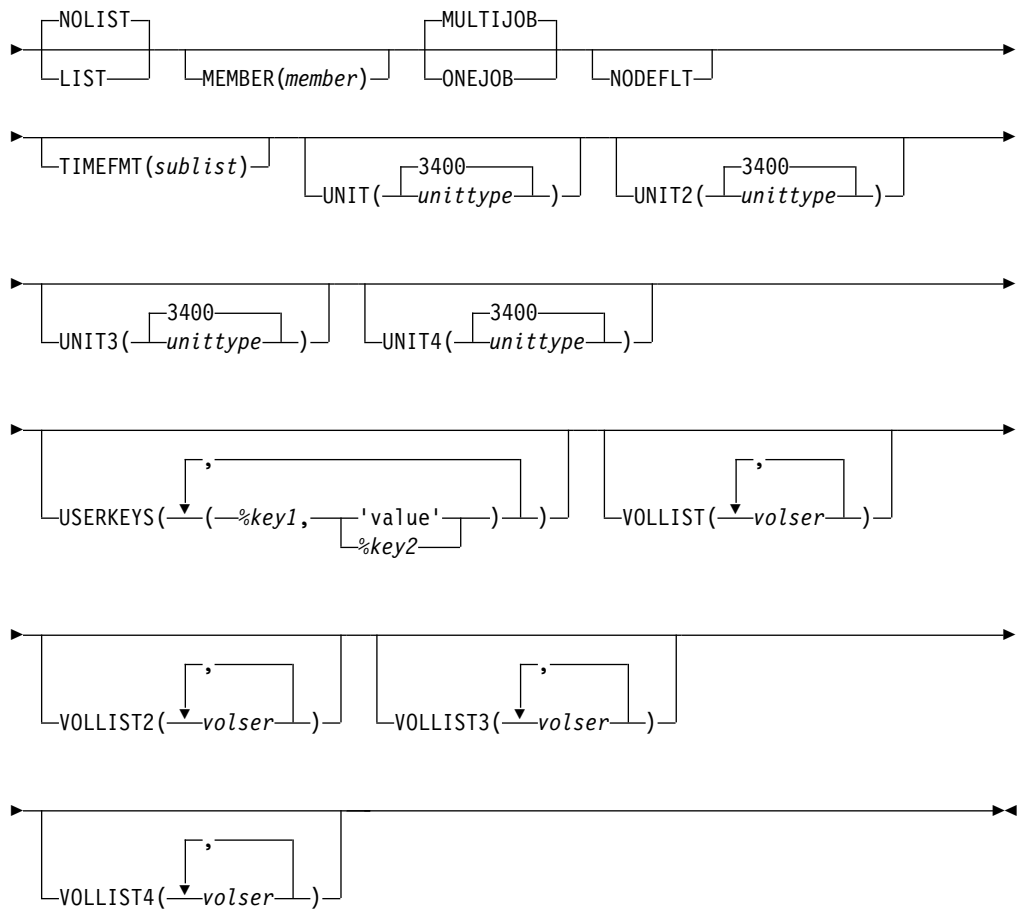 NOLIST MULTIJOB
LIST MEMBER(member) ONEJOB NODEFLT
TIMEFMT(sublist) 3400 3400
UNIT( unittype ) UNIT2( unittype )
3400 3400
UNIT3( unittype ) UNIT4( unittype )
, ,
USERKEYS( ( %key1, 'value' ) ) VOLLIST( volser )
%key2
, ,
VOLLIST2( volser ) VOLLIST3( volser )
,
VOLLIST4( volser )